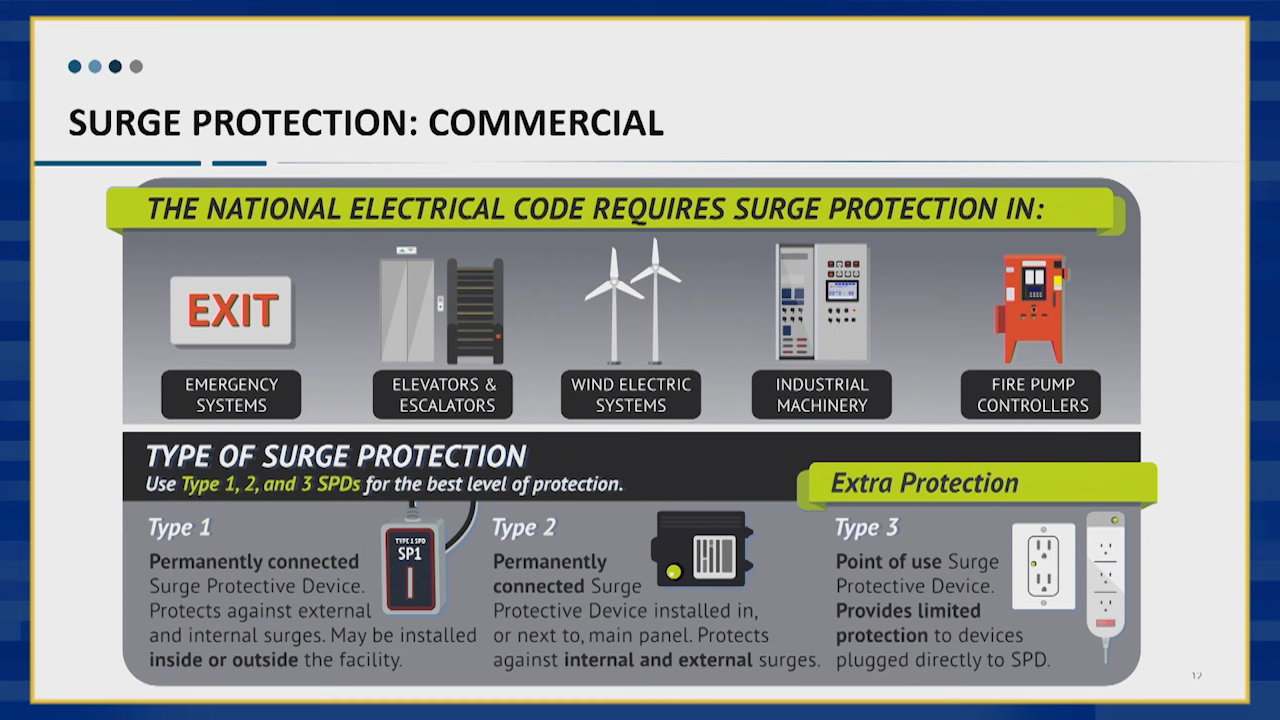 SURGE PROTECTION: COMMERCIAL
THE NATIONAL ELECTRICAL CODE REQUIRES SURGE PROTECTION IN:
EXIT
EMERGENCY
SYSTEMS
ELEVATORS &
ESCALATORS
WIND ELECTRIC
SYSTEMS
INDUSTRIAL
MACHINERY
FIRE PUMP
CONTROLLERS
TYPE OF SURGE PROTECTION
Use Type 1, 2, and 3 SPDs for the best level of protection.
Extra Protection
Type 1
Permanently connected
Surge Protective Device.
Protects against external
and internal surges. May be installed
inside or outside the facility.
TYPE 1 SPD
SP1
Type 2
Permanently
connected Surge
Protective Device installed in,
or next to, main panel. Protects
against internal and external surges.
Type 3
Point of use Surge
Protective Device.
Provides limited
protection to devices
plugged directly to SPD.
12